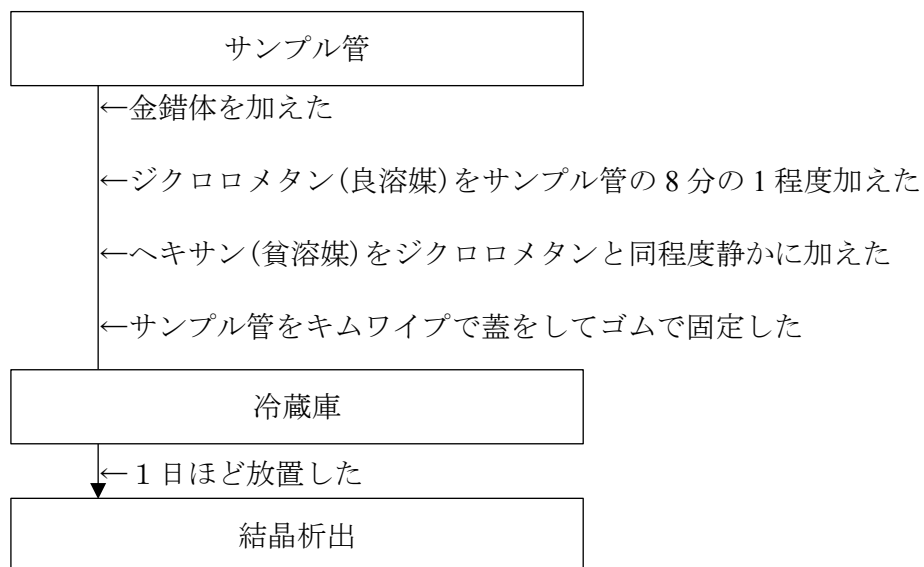 サンプル管
←金錯体を加えた
←ジクロロメタン(良溶媒)をサンプル管の 8 分の 1 程度加えた
←ヘキサン(貧溶媒)をジクロロメタンと同程度静かに加えた
←サンプル管をキムワイプで蓋をしてゴムで固定した
冷蔵庫
←１日ほど放置した
結晶析出